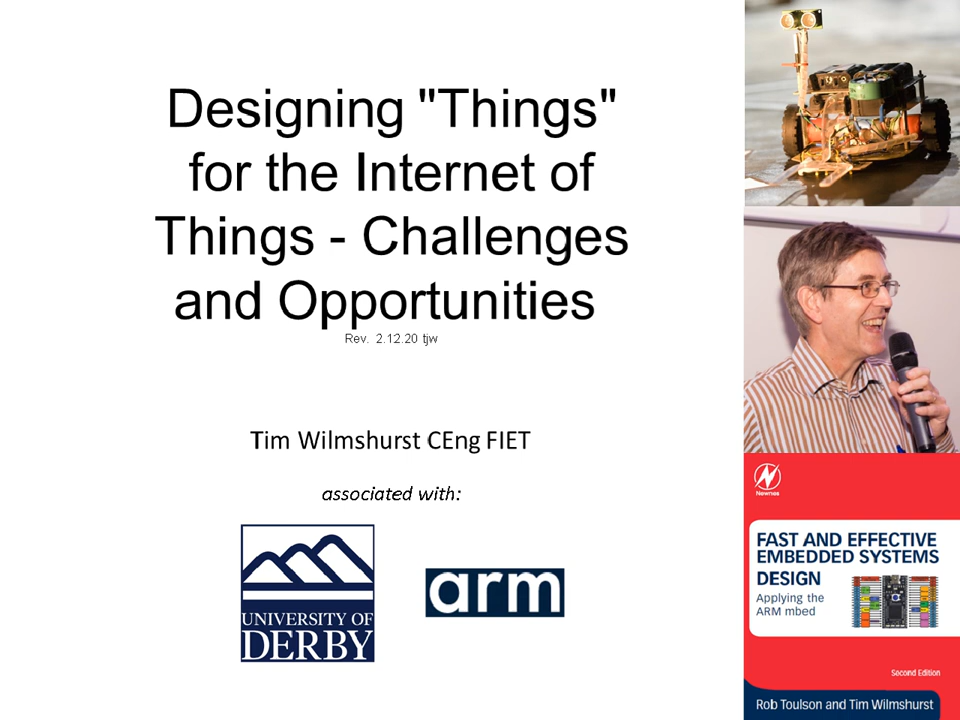 Designing "Things"
for the Internet of
Things - Challenges
and Opportunities
Rev. 2.12.20 tjw
Tim Wilmshurst CEng FIET
associated with:
UNIVERSITY OF
DERBY
arm
Newnes
FAST AND EFFECTIVE
EMBEDDED SYSTEMS
DESIGN
Applying the
ARM mbed
Second Edition
Rob Toulson and Tim Wilmshurst